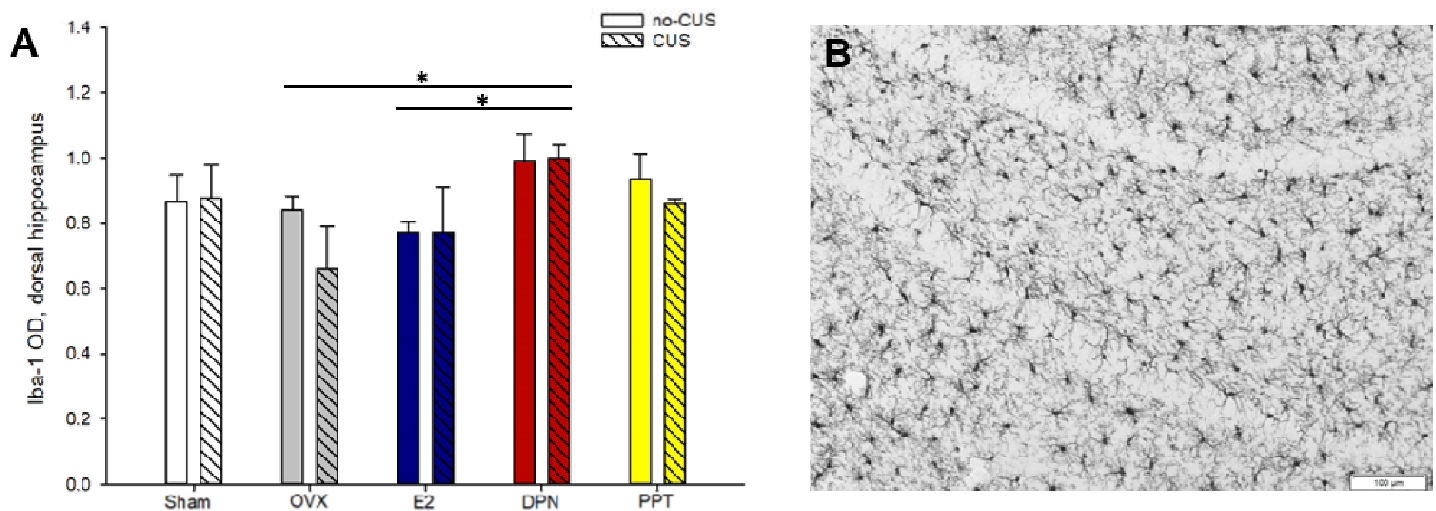 A
Iba-1 OD, dorsal hippocampus
1.4
1.2
1.0
0.8
0.6
0.4
0.2
0.0
no-CUS
CUS
*
*
Sham
OVX
E2
DPN
PPT
B
100 µm